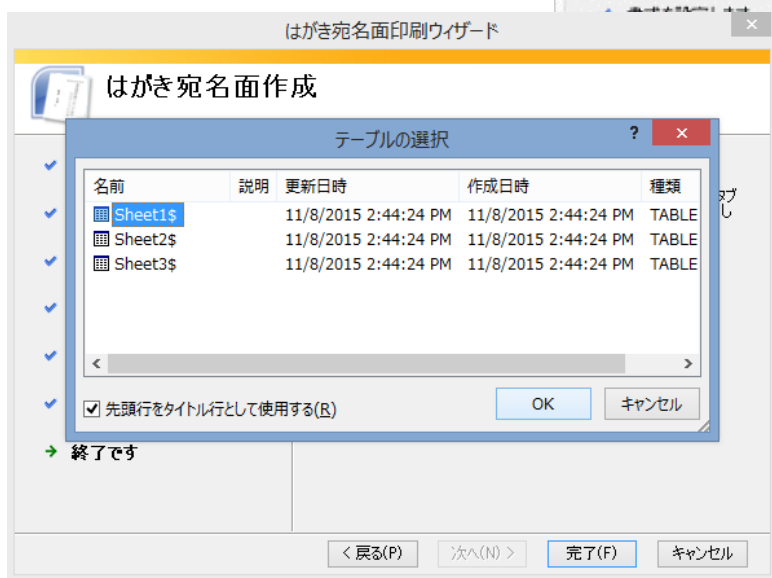 はがき宛名面印刷ウィザード
はがき宛名面作成
テーブルの選択
名前 説明 更新日時 作成日時 種類
Sheet1$ 11/8/2015 2:44:24 PM 11/8/2015 2:44:24 PM TABLE
Sheet2$ 11/8/2015 2:44:24 PM 11/8/2015 2:44:24 PM TABLE
Sheet3$ 11/8/2015 2:44:24 PM 11/8/2015 2:44:24 PM TABLE
タブ
し
先頭行をタイトル行として使用する(R) OK キャンセル
終了です
< 戻る(P) 次へ(N) > 完了(F) キャンセル